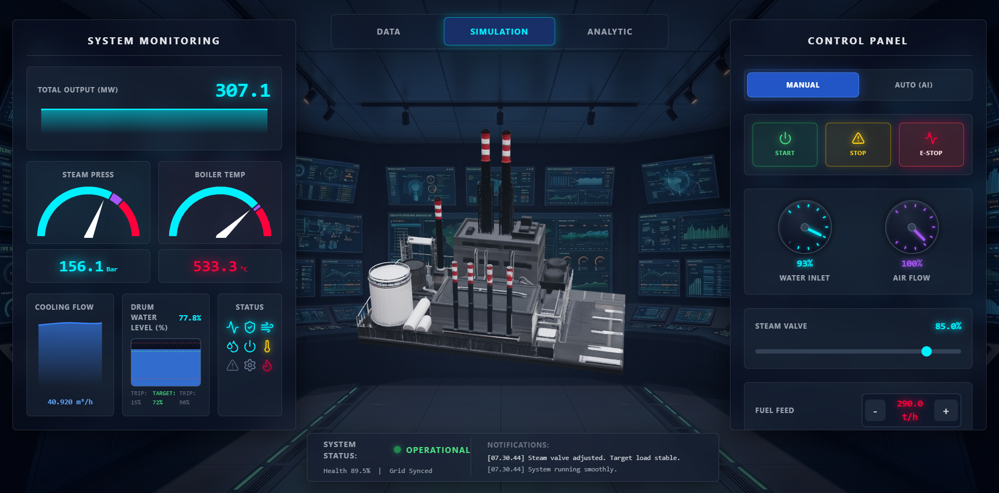 SYSTEM MONITORING
TOTAL OUTPUT (MW)
307.1
STEAM PRESS
BOILER TEMP
156.1 Bar
533.3 °C
COOLING FLOW
40.920 m³/h
DRUM
WATER
LEVEL (%)
77.8%
TRIP: TARGET: TRIP:
15% 72% 90%
STATUS
DATA
SIMULATION
ANALYTIC
SYSTEM
STATUS:
OPERATIONAL
Health 89.5% | Grid Synced
NOTIFICATIONS:
[07.30.44] Steam valve adjusted. Target load stable.
[07.30.44] System running smoothly.
CONTROL PANEL
MANUAL
AUTO (AI)
START
STOP
E-STOP
93%
WATER INLET
100%
AIR FLOW
STEAM VALVE
85.0%
FUEL FEED
-
290.0
t/h
+